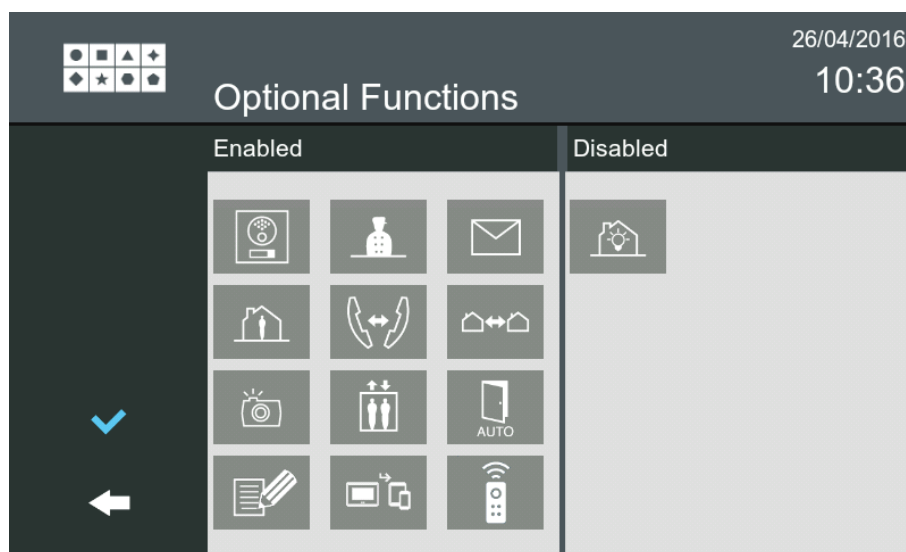 26/04/2016
10:36
Optional Functions
Enabled
Disabled
AUTO